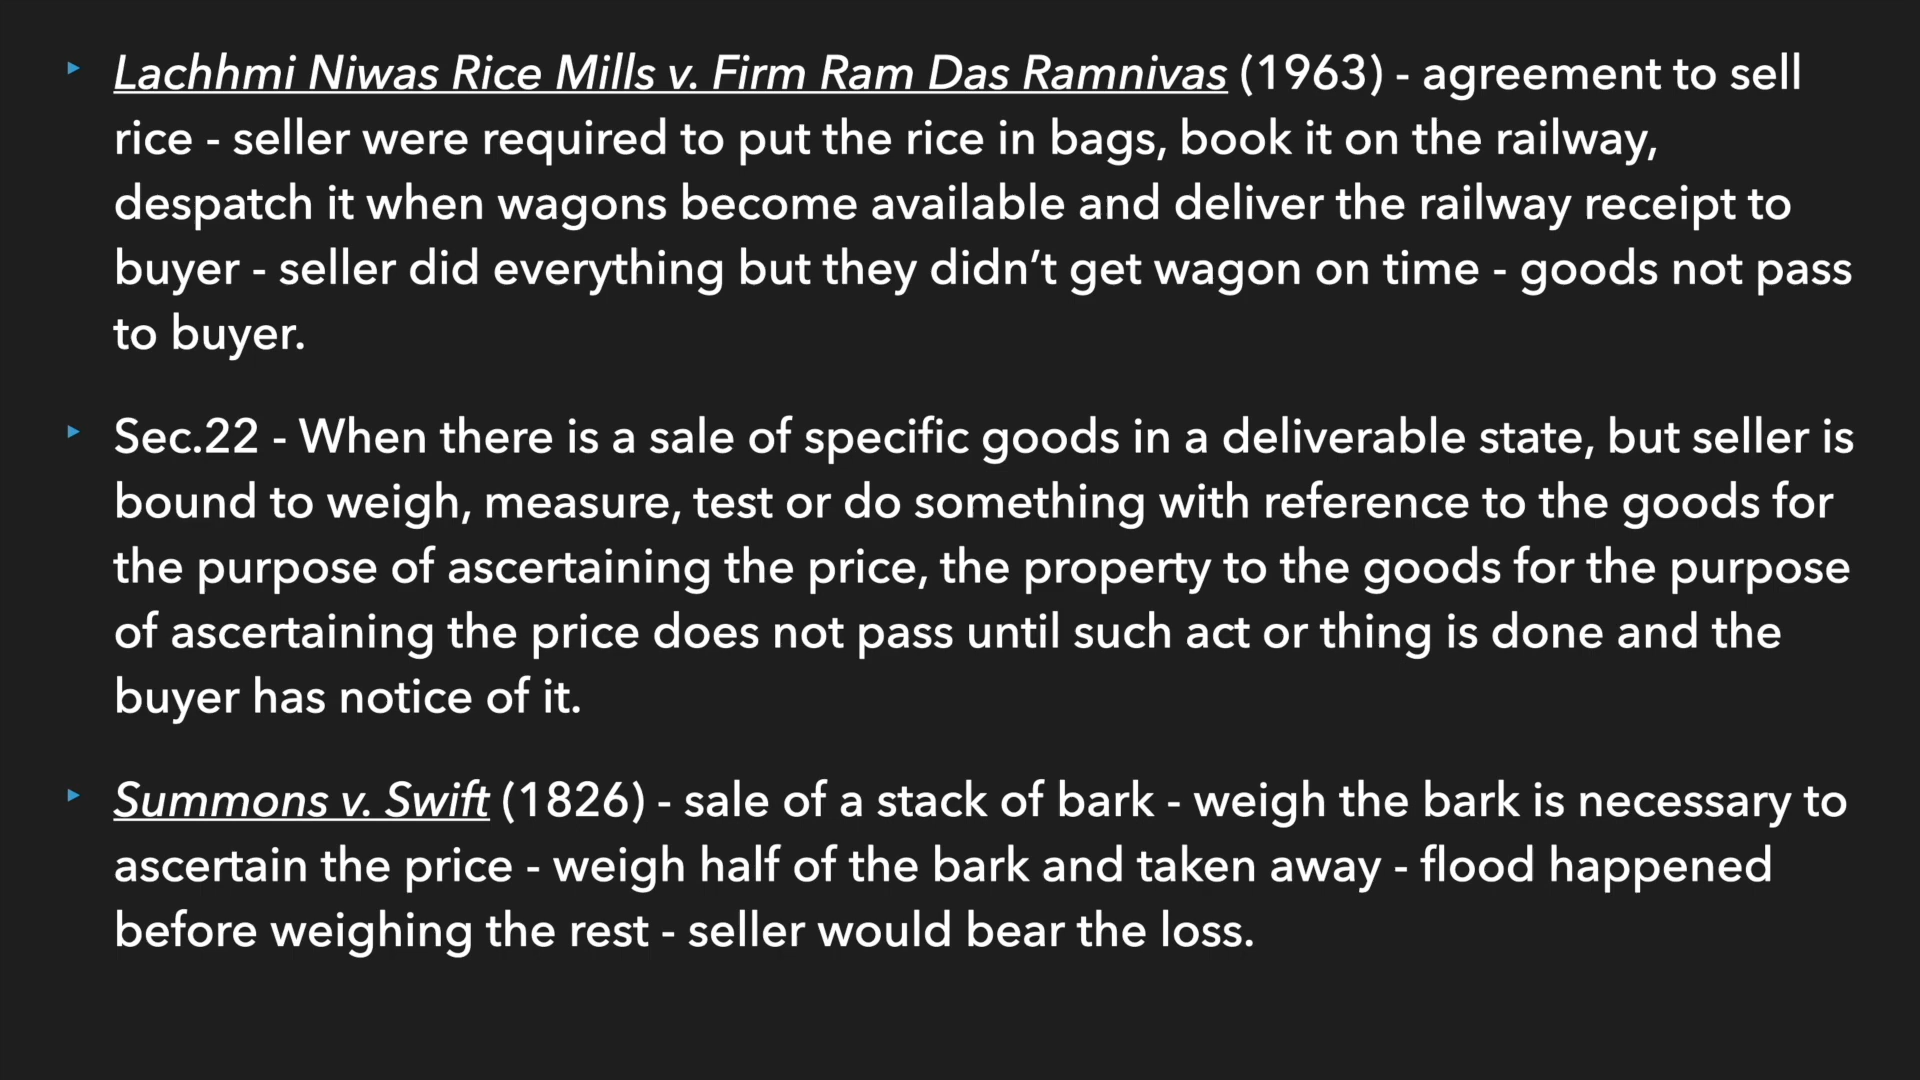 Lachhmi Niwas Rice Mills v. Firm Ram Das Ramnivas (1963) - agreement to sell
rice - seller were required to put the rice in bags, book it on the railway,
despatch it when wagons become available and deliver the railway receipt to
buyer - seller did everything but they didn’t get wagon on time - goods not pass
to buyer.
Sec.22 - When there is a sale of specific goods in a deliverable state, but seller is
bound to weigh, measure, test or do something with reference to the goods for
the purpose of ascertaining the price, the property to the goods for the purpose
of ascertaining the price does not pass until such act or thing is done and the
buyer has notice of it.
Summons v. Swift (1826) - sale of a stack of bark - weigh the bark is necessary to
ascertain the price - weigh half of the bark and taken away - flood happened
before weighing the rest - seller would bear the loss.